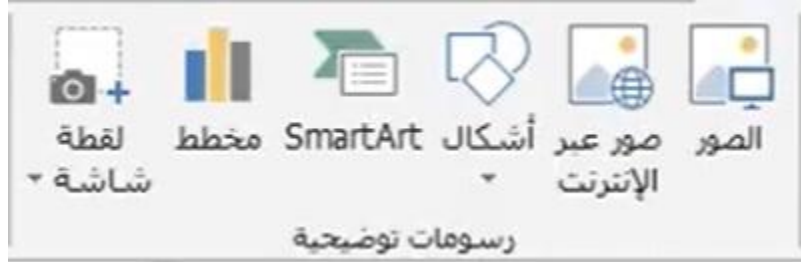 الصور
صور عبر
الإنترنت
أشكال
SmartArt
مخطط
لقطة
شاشة
رسومات توضيحية